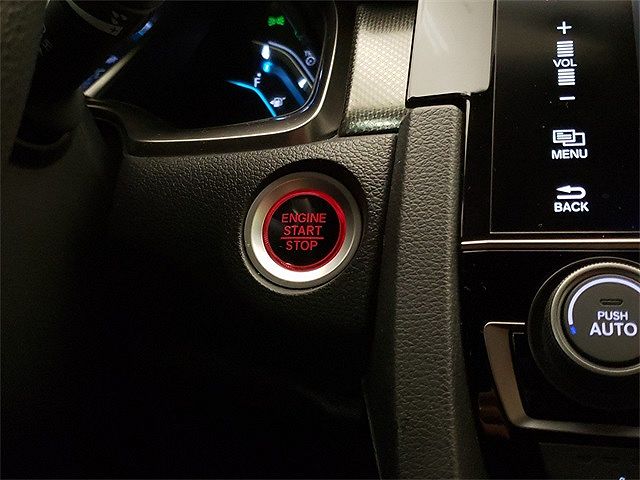 F
ENGINE
START
STOP
+
VOL
−
MENU
BACK
PUSH
AUTO